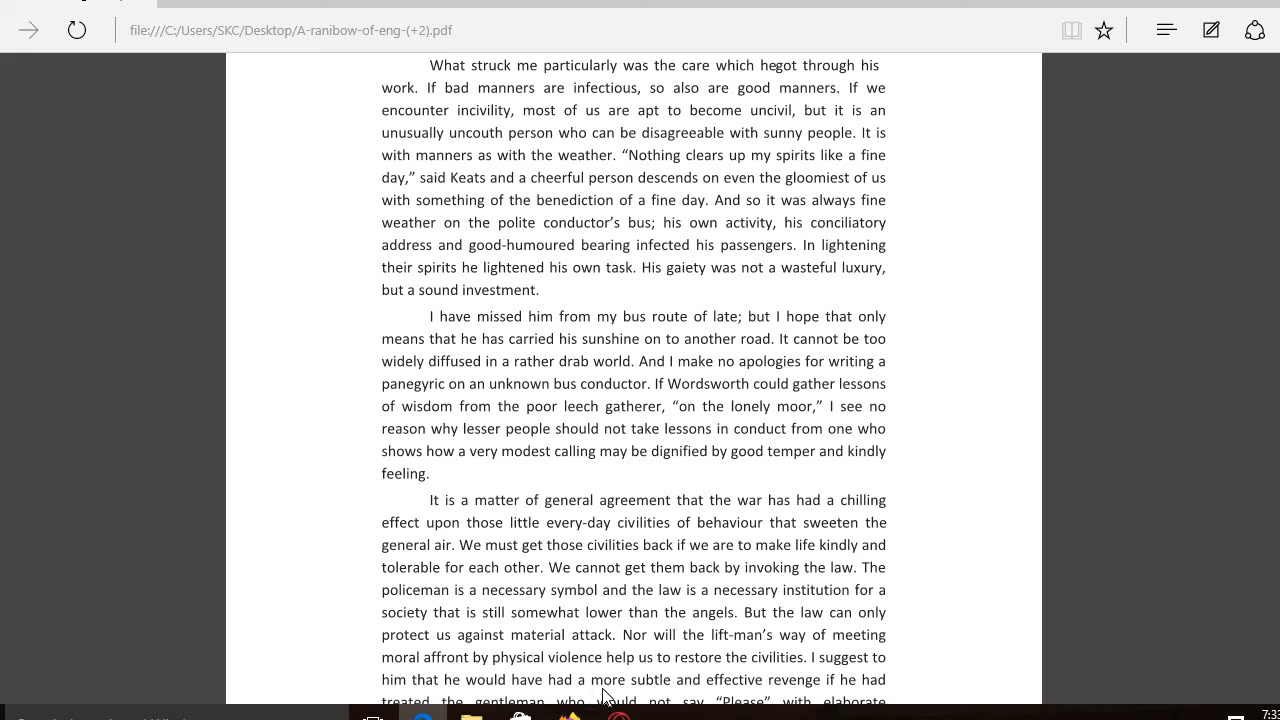 file:///C:/Users/SKC/Desktop/A-ranibow-of-eng-(+2).pdf
What struck me particularly was the care which hegot through his
work. If bad manners are infectious, so also are good manners. If we
encounter incivility, most of us are apt to become uncivil, but it is an
unusually uncouth person who can be disagreeable with sunny people. It is
with manners as with the weather. “Nothing clears up my spirits like a fine
day,” said Keats and a cheerful person descends on even the gloomiest of us
with something of the benediction of a fine day. And so it was always fine
weather on the polite conductor’s bus; his own activity, his conciliatory
address and good-humoured bearing infected his passengers. In lightening
their spirits he lightened his own task. His gaiety was not a wasteful luxury,
but a sound investment.
I have missed him from my bus route of late; but I hope that only
means that he has carried his sunshine on to another road. It cannot be too
widely diffused in a rather drab world. And I make no apologies for writing a
panegyric on an unknown bus conductor. If Wordsworth could gather lessons
of wisdom from the poor leech gatherer, “on the lonely moor,” I see no
reason why lesser people should not take lessons in conduct from one who
shows how a very modest calling may be dignified by good temper and kindly
feeling.
It is a matter of general agreement that the war has had a chilling
effect upon those little every-day civilities of behaviour that sweeten the
general air. We must get those civilities back if we are to make life kindly and
tolerable for each other. We cannot get them back by invoking the law. The
policeman is a necessary symbol and the law is a necessary institution for a
society that is still somewhat lower than the angels. But the law can only
protect us against material attack. Nor will the lift-man’s way of meeting
moral affront by physical violence help us to restore the civilities. I suggest to
him that he would have had a more subtle and effective revenge if he had
treated the gentleman who would not say “Please” with elaborate